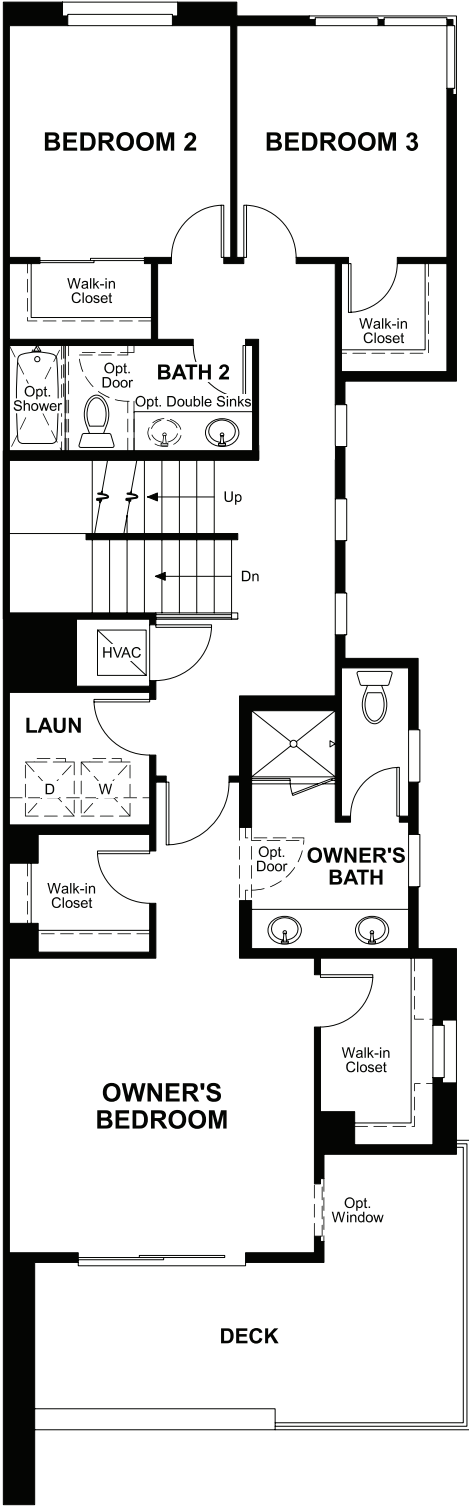 BEDROOM 2
BEDROOM 3
Walk-in
Closet
Walk-in
Closet
Opt.
Shower
Opt.
Door
BATH 2
Opt. Double Sinks
Up
Dn
HVAC
LAUN
D
W
Walk-in
Closet
Opt.
Door
OWNER'S
BATH
Walk-in
Closet
OWNER'S
BEDROOM
Opt.
Window
DECK